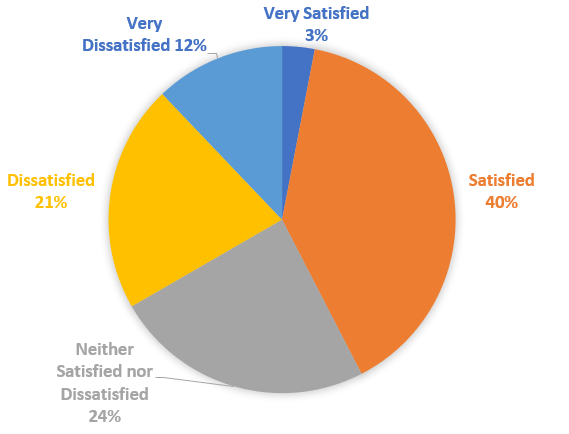 Very Satisfied
3%
Very
Dissatisfied 12%
Satisfied
40%
Dissatisfied
21%
Neither
Satisfied nor
Dissatisfied
24%